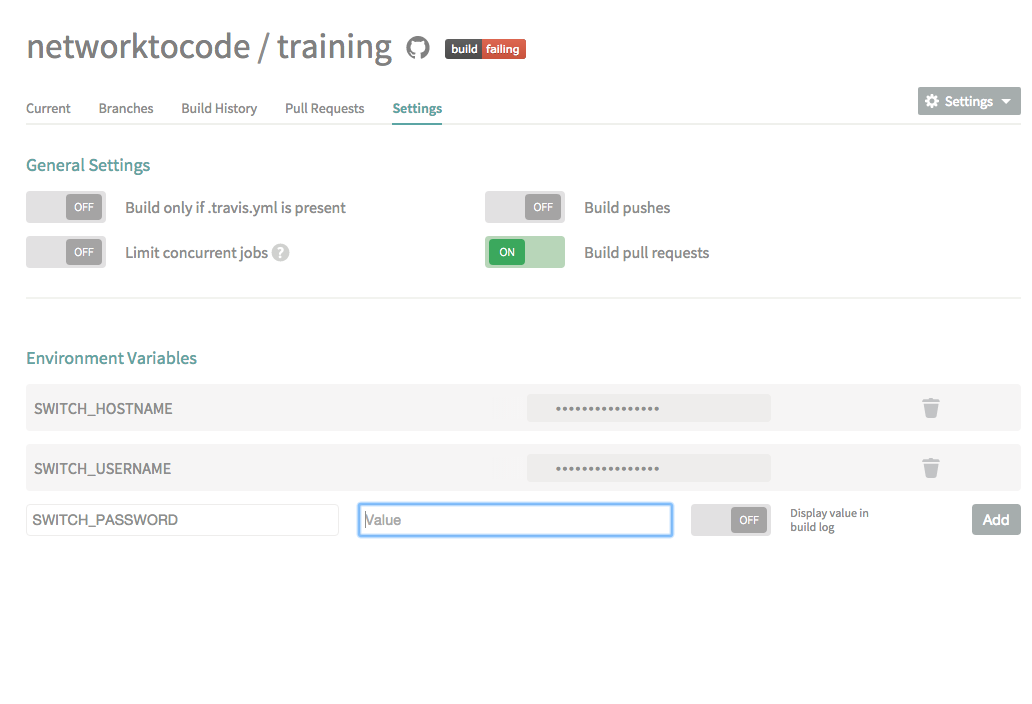 networktocode / training build failing
Current Branches Build History Pull Requests Settings Settings
General Settings
OFF Build only if .travis.yml is present OFF Build pushes
OFF Limit concurrent jobs ? ON Build pull requests
Environment Variables
SWITCH_HOSTNAME ••••••••••••••••
SWITCH_USERNAME ••••••••••••••••
SWITCH_PASSWORD Value OFF Display value in
build log Add